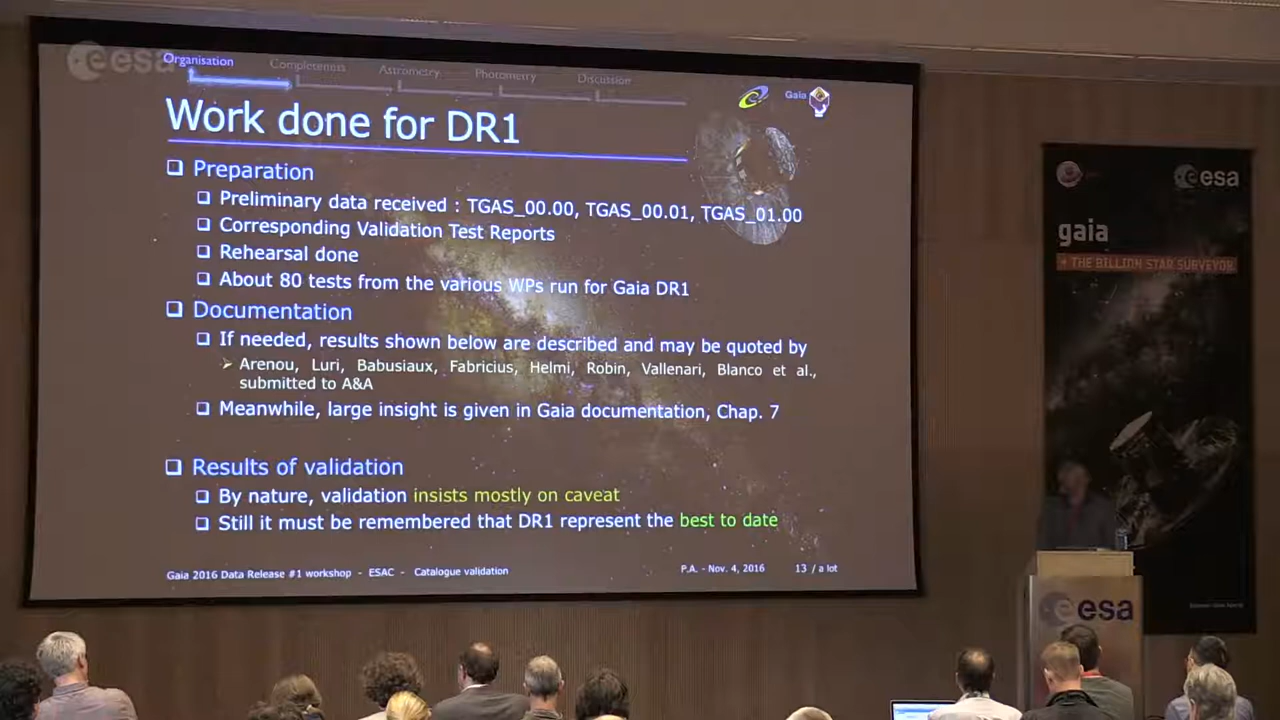 esa
Organisation
Completeness
Astrometry
Photometry
Discussion
Gaia
Work done for DR1
Preparation
Preliminary data received : TGAS_00.00, TGAS_00.01, TGAS_01.00
Corresponding Validation Test Reports
Rehearsal done
About 80 tests from the various WPs run for Gaia DR1
Documentation
If needed, results shown below are described and may be quoted by
Arenou, Luri, Babusiaux, Fabricius, Helmi, Robin, Vallenari, Blanco et al.,
submitted to A&A
Meanwhile, large insight is given in Gaia documentation, Chap. 7
Results of validation
By nature, validation insists mostly on caveat
Still it must be remembered that DR1 represent the best to date
Gaia 2016 Data Release #1 workshop - ESAC - Catalogue validation
P.A. - Nov. 4, 2016
13 / a lot
esa
gaia
THE BILLION STAR SURVEYOR
esa